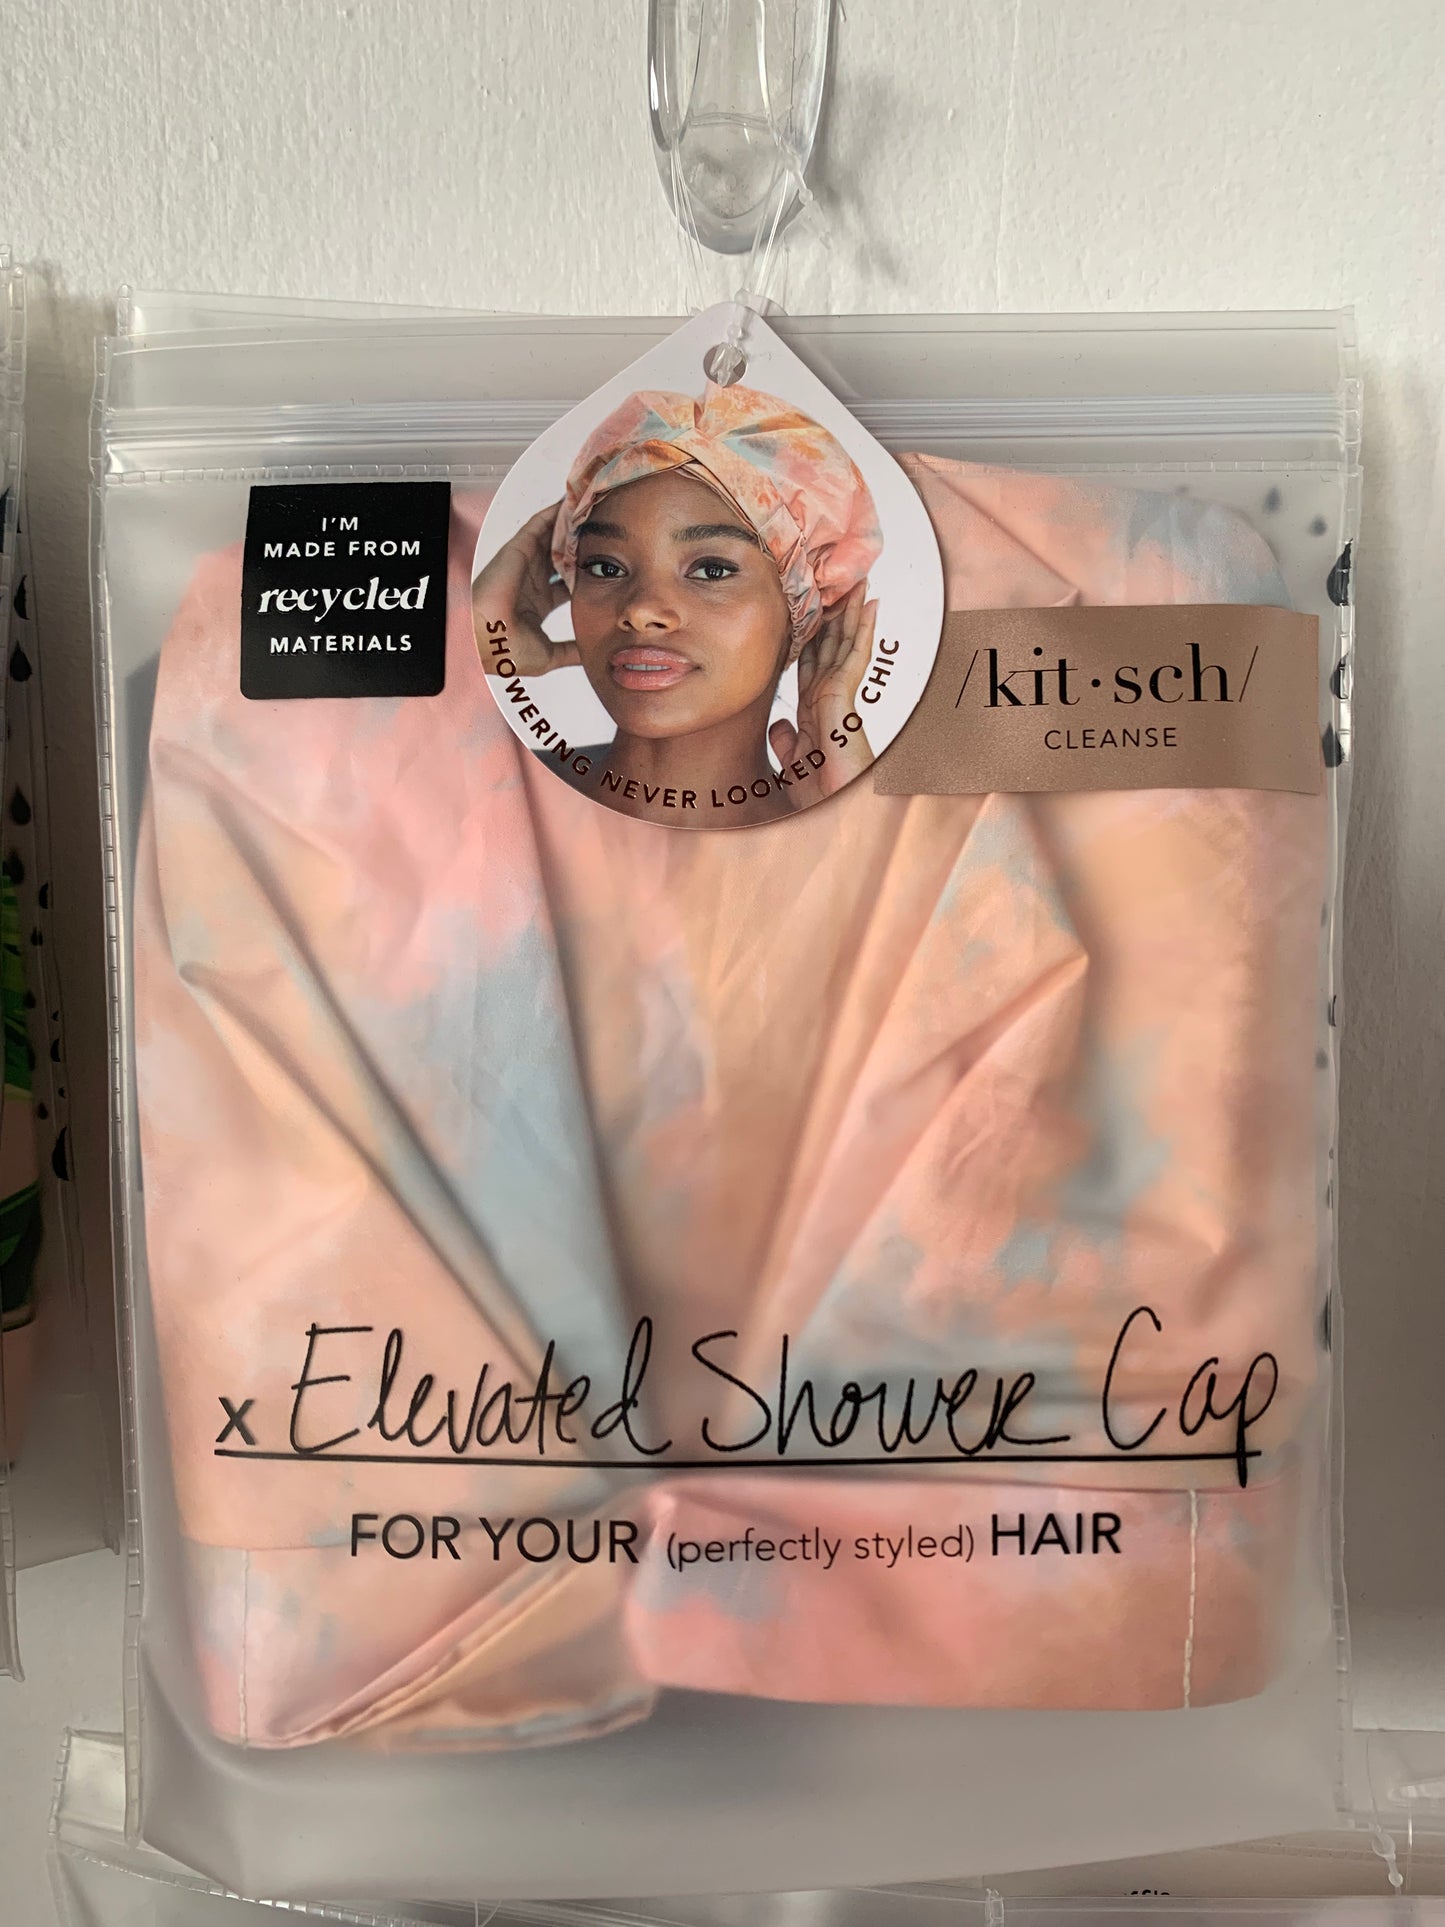 I'M
MADE FROM
recycled
MATERIALS
SHOWERING NEVER LOOKED SO CHIC
/kit·sch/
CLEANSE
x Elevated Shower Cap
FOR YOUR (perfectly styled) HAIR